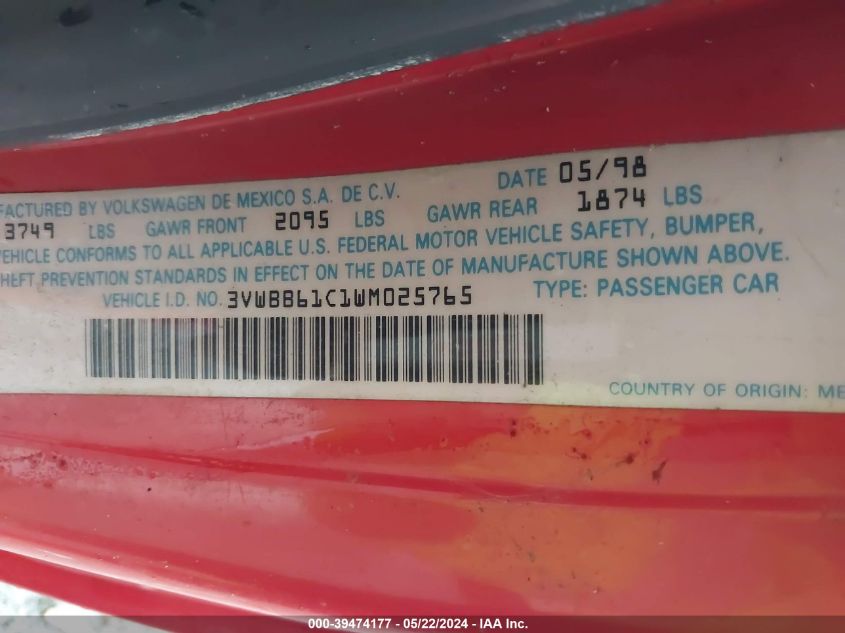 FACTURED BY VOLKSWAGEN DE MEXICO S.A. DE C.V. DATE 05/98
3749 LBS GAWR FRONT 2095 LBS GAWR REAR 1874 LBS
VEHICLE CONFORMS TO ALL APPLICABLE U.S. FEDERAL MOTOR VEHICLE SAFETY, BUMPER,
THEFT PREVENTION STANDARDS IN EFFECT ON THE DATE OF MANUFACTURE SHOWN ABOVE.
VEHICLE I.D. NO. 3VWBB61C1WM025765 TYPE: PASSENGER CAR
COUNTRY OF ORIGIN: ME
000-39474177 - 05/22/2024 - IAA Inc.